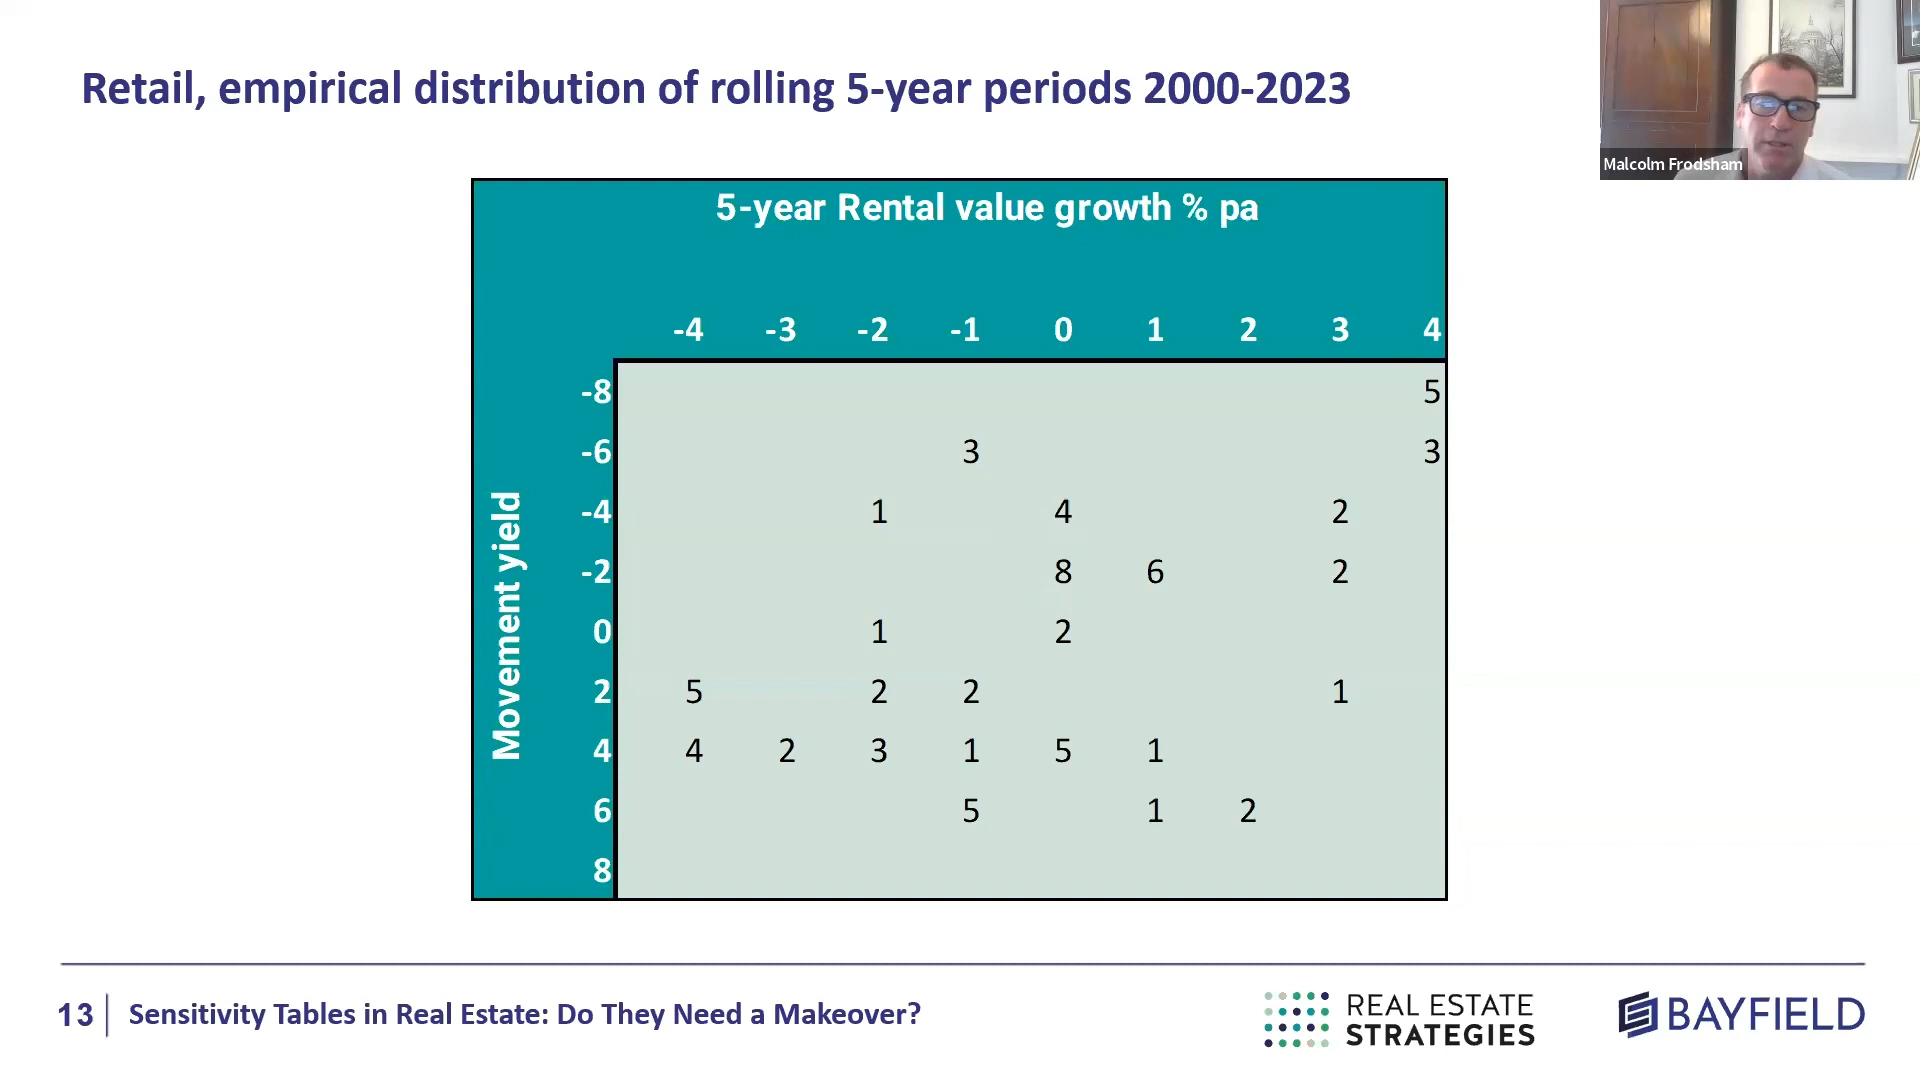 Retail, empirical distribution of rolling 5-year periods 2000-2023
Malcolm Frodsham
5-year Rental value growth % pa
-4 -3 -2 -1 0 1 2 3 4
Movement yield
-8 5
-6 3 3
-4 1 4 2
-2 8 6 2
0 1 2
2 5 2 2 1
4 4 2 3 1 5 1
6 5 1 2
8
13 Sensitivity Tables in Real Estate: Do They Need a Makeover?
REAL ESTATE
STRATEGIES
BAYFIELD